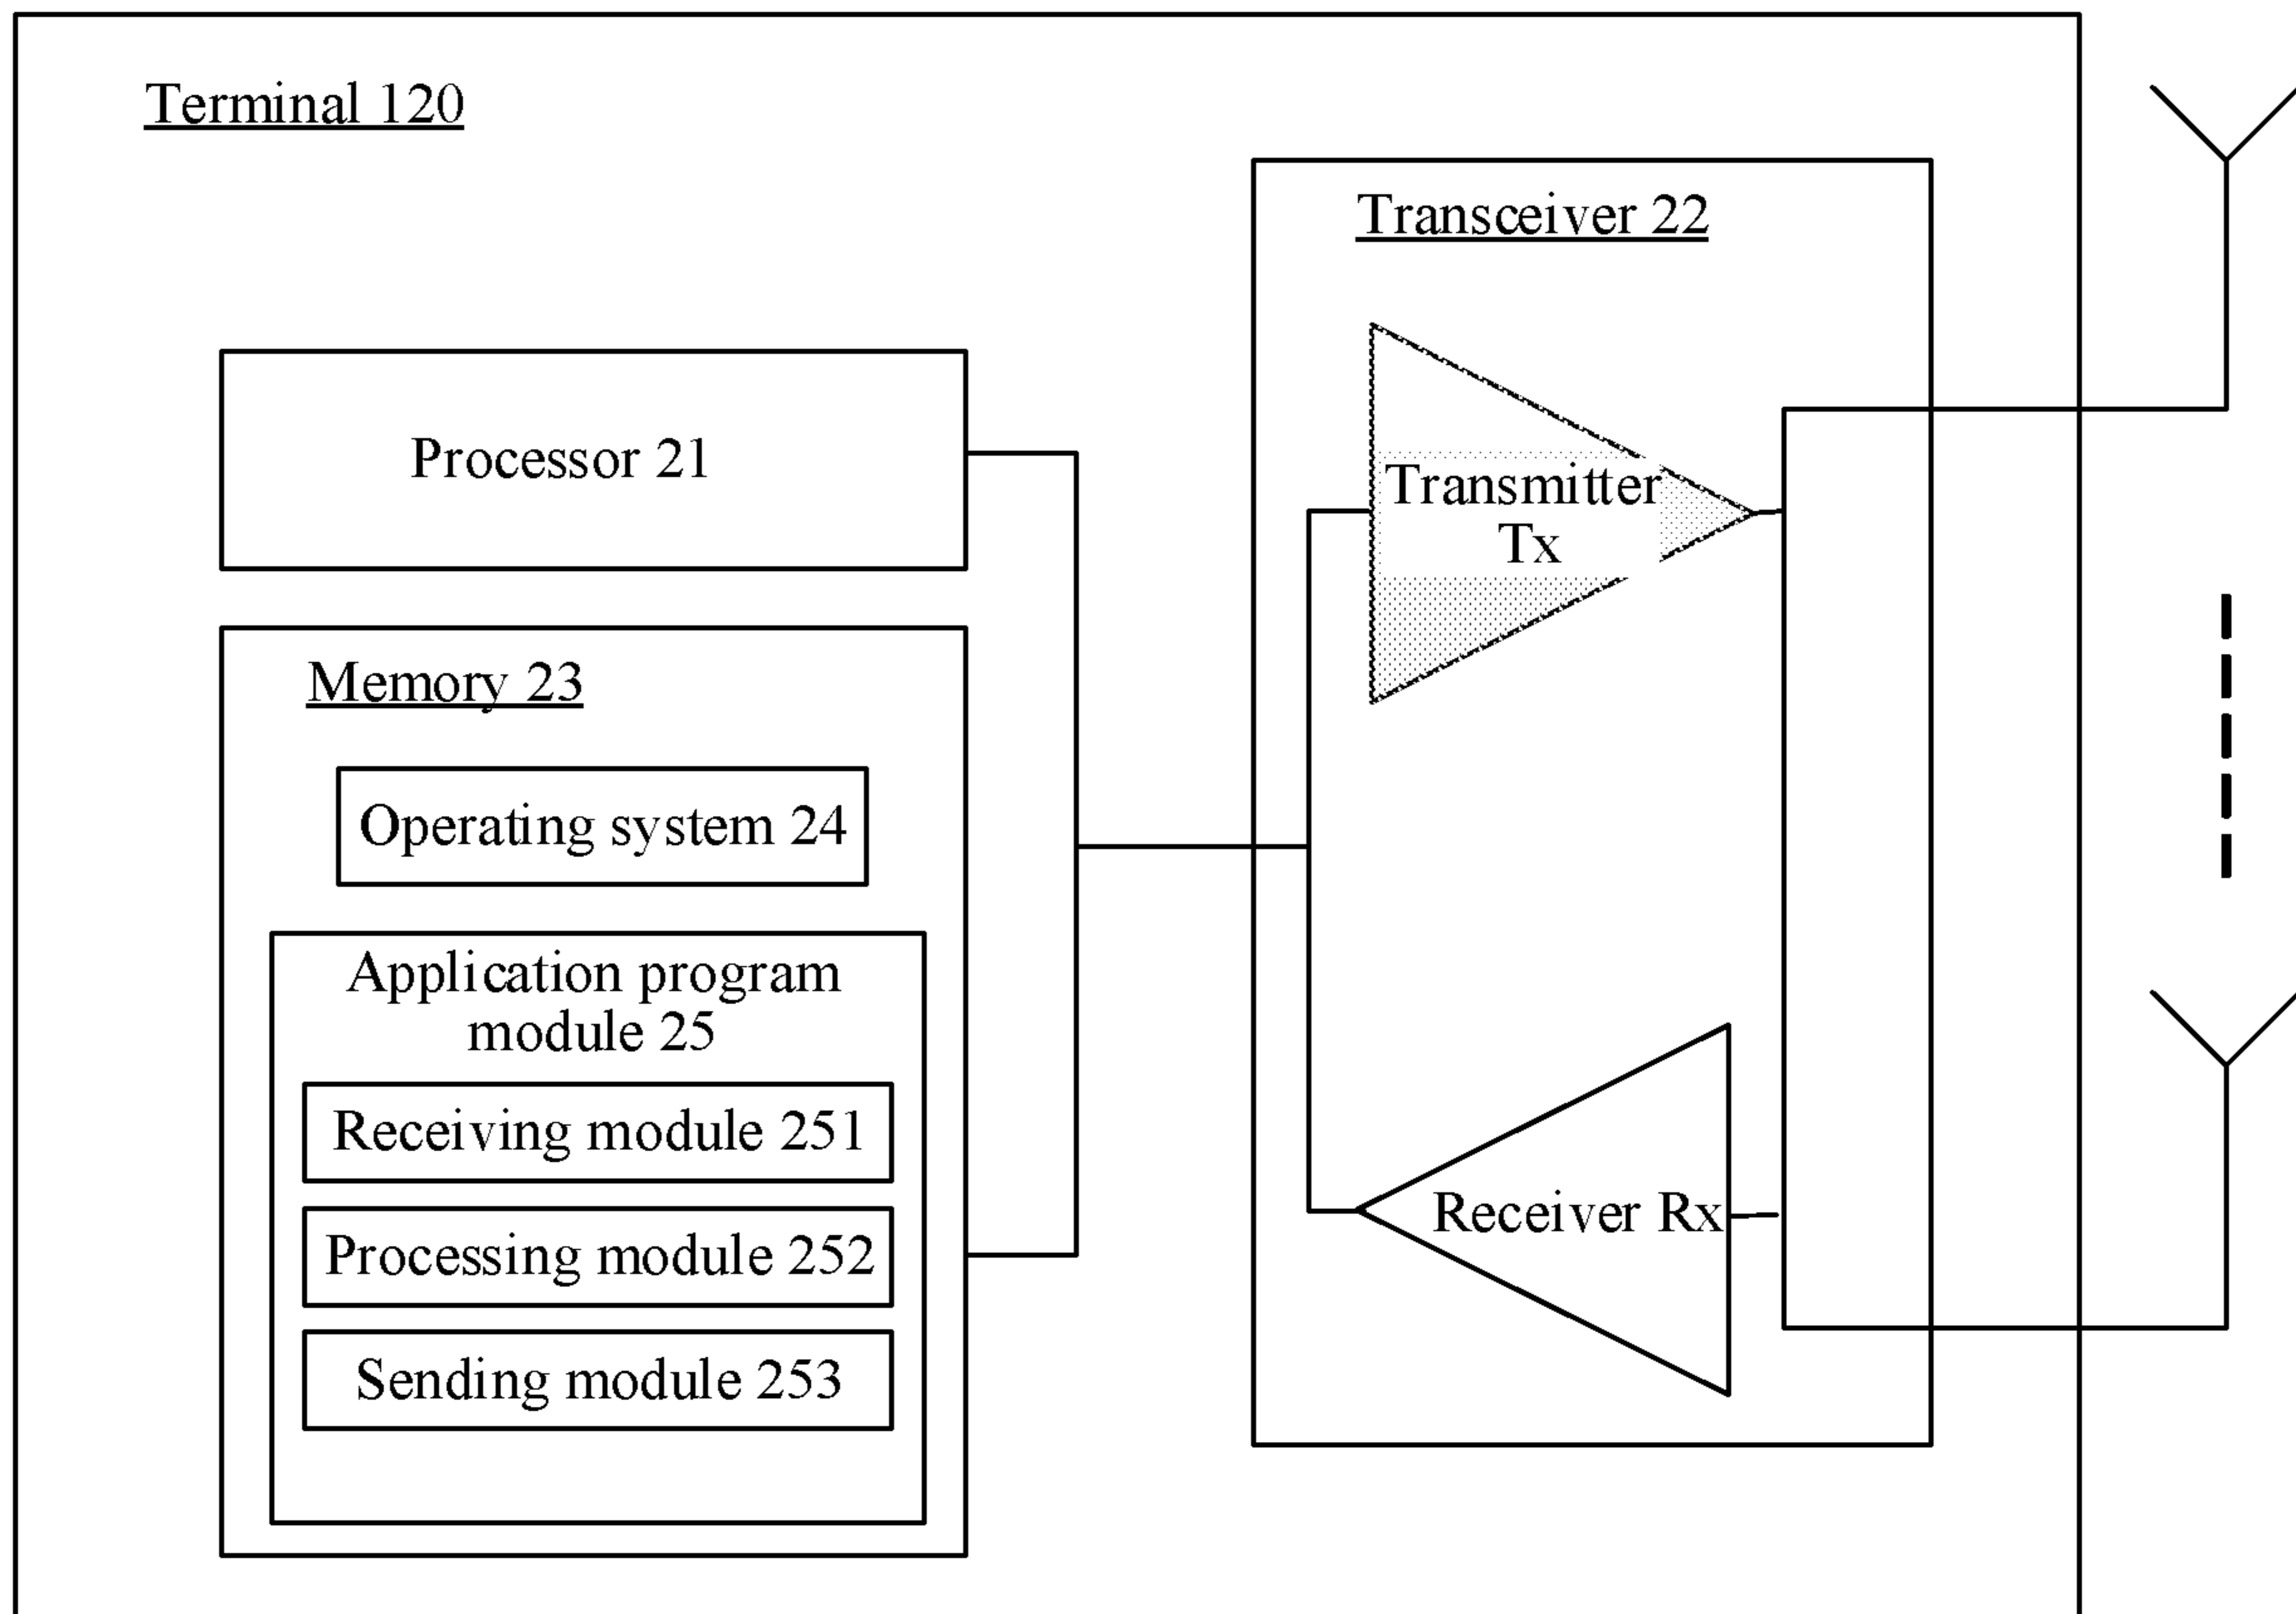 Terminal 120
Transceiver 22
Processor 21
Transmitter
Tx
Memory 23
Operating system 24
Application program
module 25
Receiving module 251
Processing module 252
Sending module 253
Receiver Rx